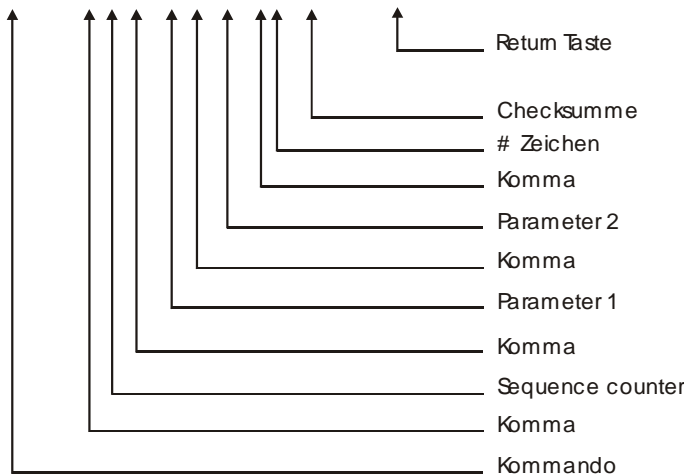 Return Taste
Checksumme
# Zeichen
Komma
Parameter 2
Komma
Parameter 1
Komma
Sequence counter
Komma
Kommando